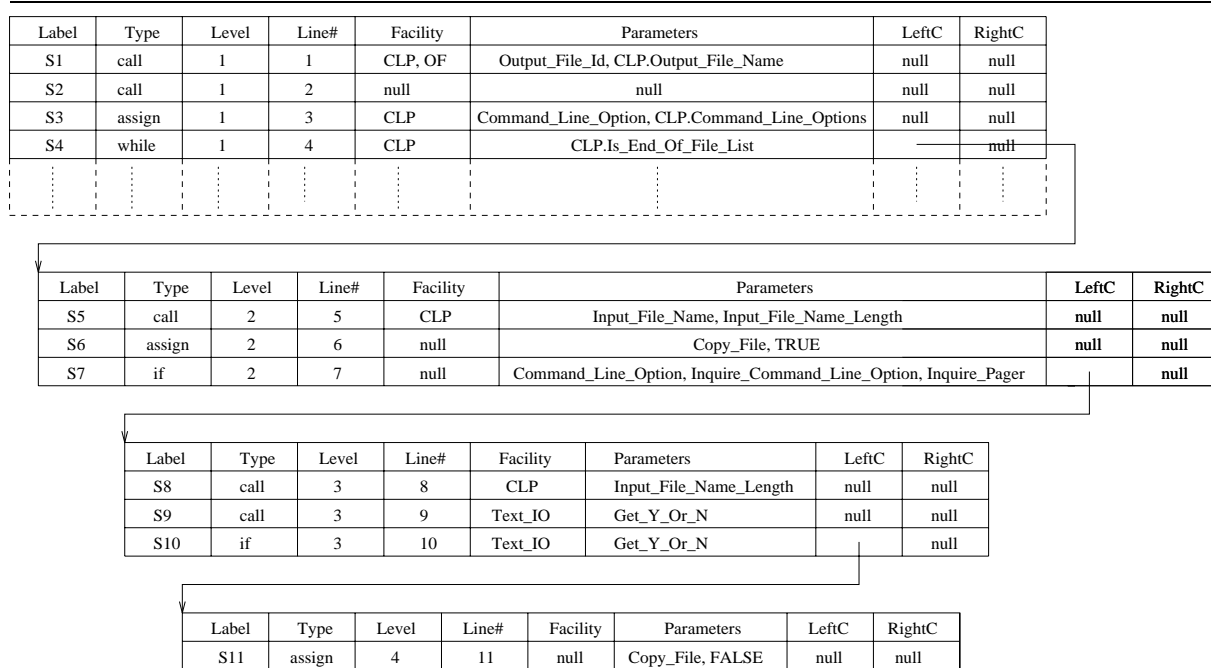 Label Type Level Line# Facility Parameters LeftC RightC
S1 call 1 1 CLP, OF Output_File_Id, CLP.Output_File_Name null null
S2 call 1 2 null null null null
S3 assign 1 3 CLP Command_Line_Option, CLP.Command_Line_Options null null
S4 while 1 4 CLP CLP.Is_End_Of_File_List null
Label Type Level Line# Facility Parameters LeftC RightC
S5 call 2 5 CLP Input_File_Name, Input_File_Name_Length null null
S6 assign 2 6 null Copy_File, TRUE null null
S7 if 2 7 null Command_Line_Option, Inquire_Command_Line_Option, Inquire_Pager null
Label Type Level Line# Facility Parameters LeftC RightC
S8 call 3 8 CLP Input_File_Name_Length null null
S9 call 3 9 Text_IO Get_Y_Or_N null null
S10 if 3 10 Text_IO Get_Y_Or_N null
Label Type Level Line# Facility Parameters LeftC RightC
S11 assign 4 11 null Copy_File, FALSE null null